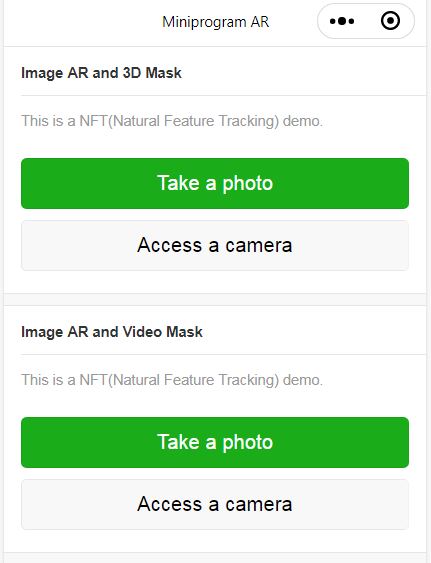 Miniprogram AR
Image AR and 3D Mask
This is a NFT(Natural Feature Tracking) demo.
Take a photo
Access a camera
Image AR and Video Mask
This is a NFT(Natural Feature Tracking) demo.
Take a photo
Access a camera